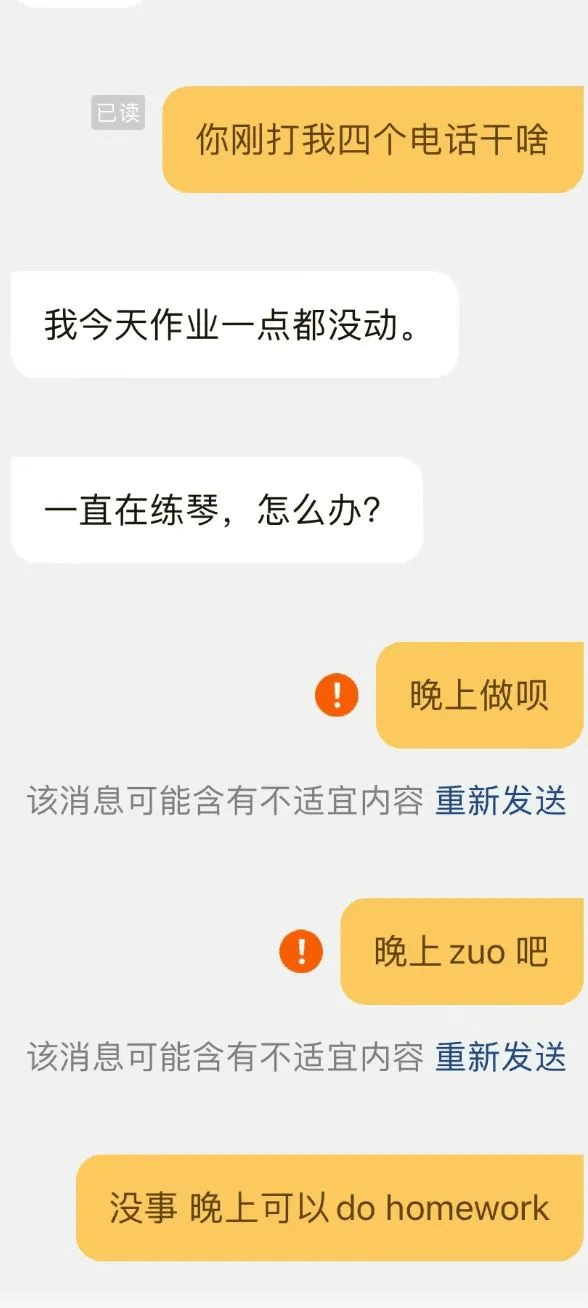 已读
你刚打我四个电话干啥
我今天作业一点都没动。
一直在练琴，怎么办？
晚上做呗
该消息可能含有不适宜内容 重新发送
晚上 zuo 吧
该消息可能含有不适宜内容 重新发送
没事 晚上可以 do homework